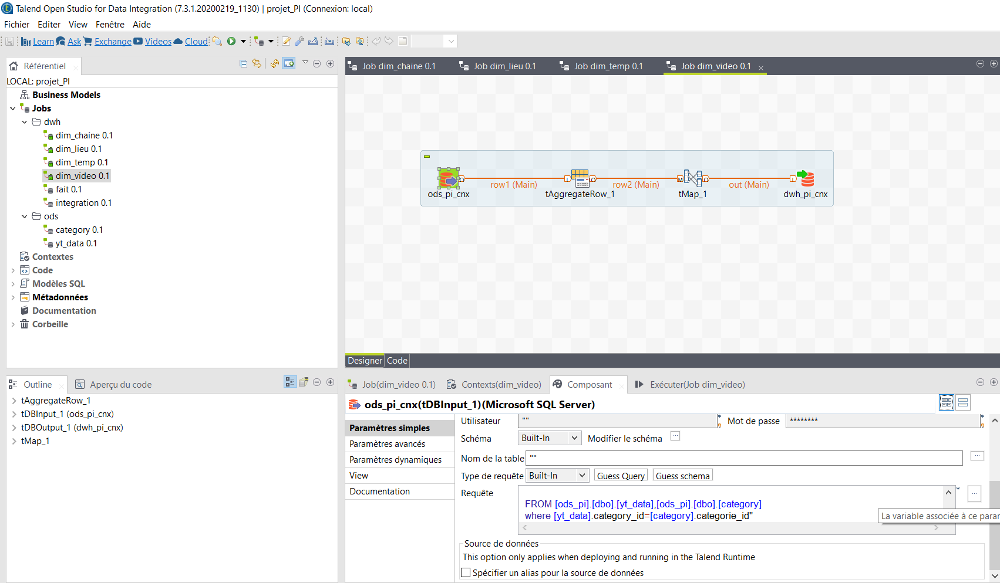 Talend Open Studio for Data Integration (7.3.1.20200219_1130) | projet_PI (Connexion: local)
Fichier Editer View Fenêtre Aide
Learn Ask Exchange Videos Cloud
Référentiel
LOCAL: projet_PI
Business Models
Jobs
dwh
dim_chaine 0.1
dim_lieu 0.1
dim_temp 0.1
dim_video 0.1
fait 0.1
integration 0.1
ods
category 0.1
yt_data 0.1
Contextes
Code
Modèles SQL
Métadonnées
Documentation
Corbeille
Job dim_chaine 0.1 Job dim_lieu 0.1 Job dim_temp 0.1 Job dim_video 0.1
row1 (Main) row2 (Main) out (Main)
ods_pi_cnx tAggregateRow_1 tMap_1 dwh_pi_cnx
Designer Code
Outline Aperçu du code
tAggregateRow_1
tDBInput_1 (ods_pi_cnx)
tDBOutput_1 (dwh_pi_cnx)
tMap_1
Job(dim_video 0.1) Contexts(dim_video) Composant Exécuter(Job dim_video)
ods_pi_cnx(tDBInput_1)(Microsoft SQL Server)
Paramètres simples
Paramètres avancés
Paramètres dynamiques
View
Documentation
Utilisateur "" * Mot de passe ******** *
Schéma Built-In Modifier le schéma ...
Nom de la table "" ...
Type de requête Built-In Guess Query Guess schema
Requête * ...
FROM [ods_pi].[dbo].[yt_data],[ods_pi].[dbo].[category]
where [yt_data].category_id=[category].categorie_id"
La variable associée à ce parar
Source de données
This option only applies when deploying and running in the Talend Runtime
Spécifier un alias pour la source de données